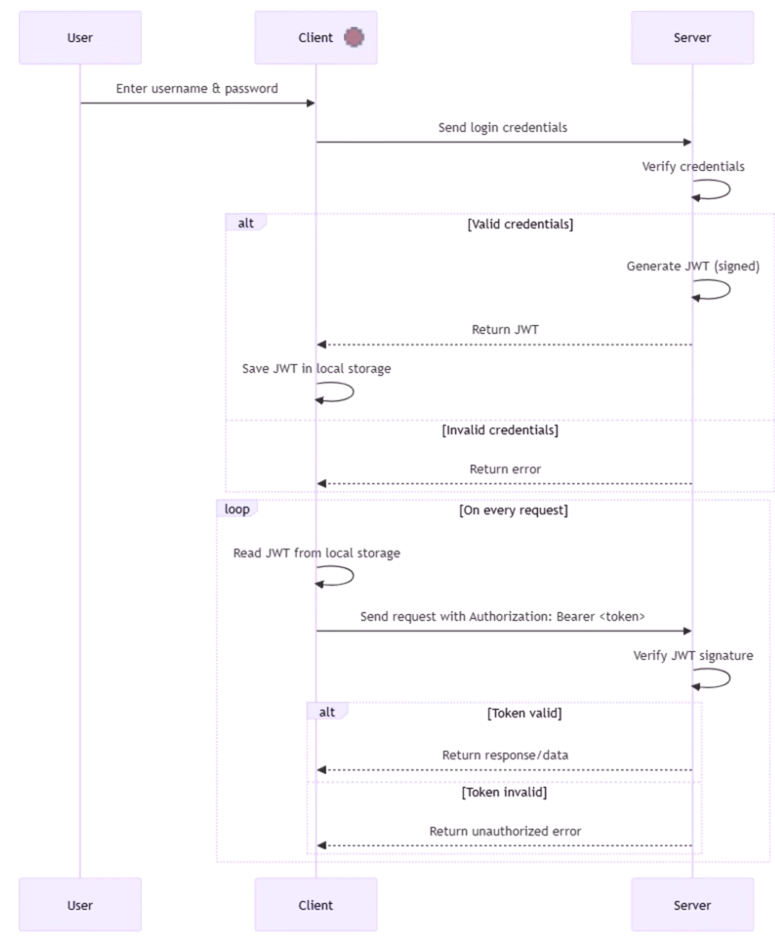 User
Client
Server
Enter username & password
Send login credentials
Verify credentials
alt
[Valid credentials]
Generate JWT (signed)
Return JWT
Save JWT in local storage
[Invalid credentials]
Return error
loop
[On every request]
Read JWT from local storage
Send request with Authorization: Bearer <token>
Verify JWT signature
alt
[Token valid]
Return response/data
[Token invalid]
Return unauthorized error
User
Client
Server